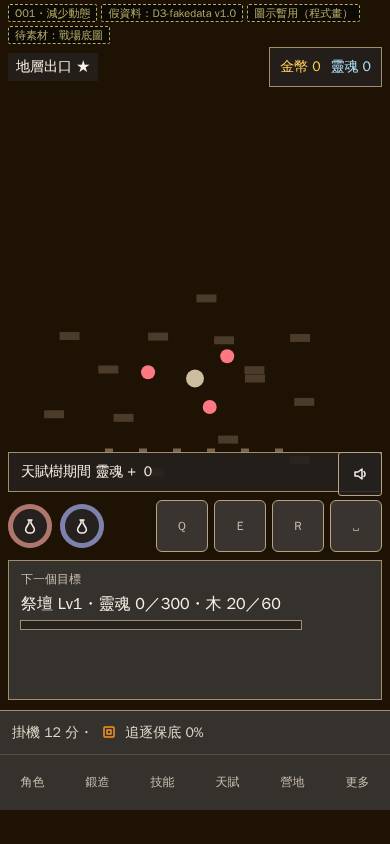 001・減少動態 假資料：D3-fakedata v1.0 圖示暫用（程式畫）
待素材：戰場底圖
地層出口 ★ 金幣 0 靈魂 0
天賦樹期間 靈魂 + 0
Q E R ␣
下一個目標
祭壇 Lv1・靈魂 0／300・木 20／60
掛機 12 分・ 追逐保底 0%
角色 鍛造 技能 天賦 營地 更多